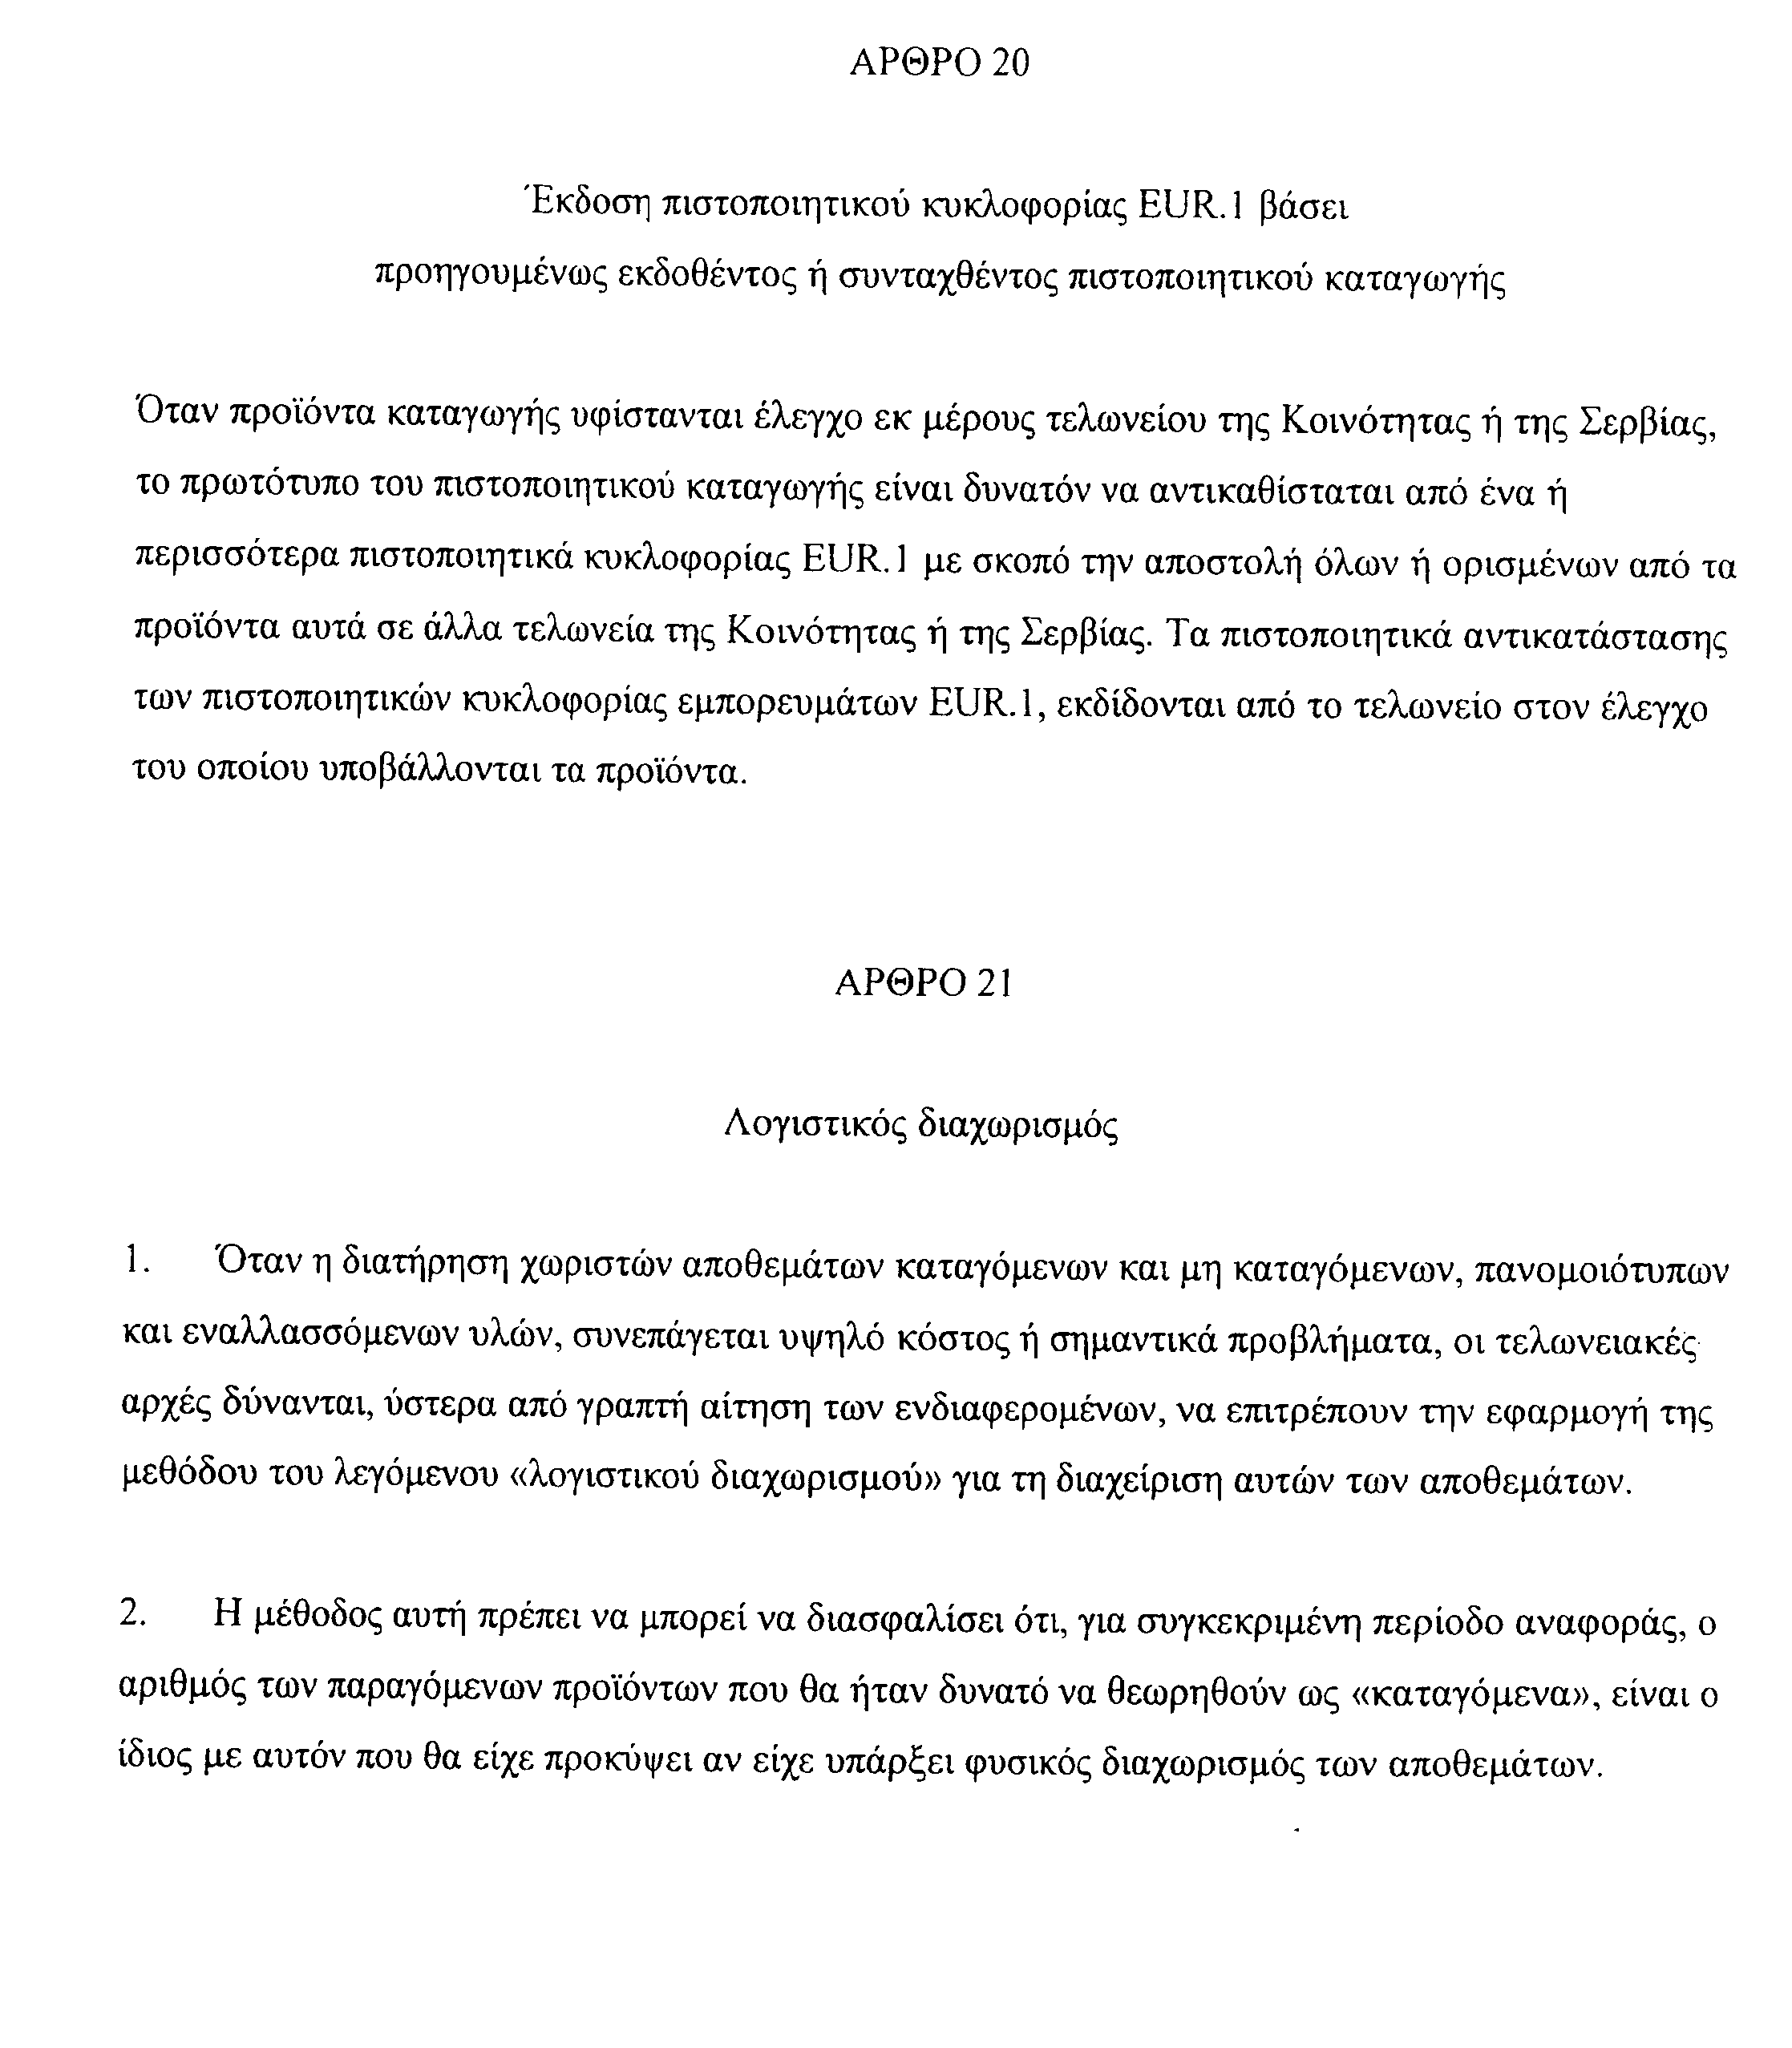 ΑΡΘΡΟ 20
Έκδοση πιστοποιητικού κυκλοφορίας EUR.1 βάσει
προηγουμένως εκδοθέντος ή συνταχθέντος πιστοποιητικού καταγωγής
Όταν προϊόντα καταγωγής υφίστανται έλεγχο εκ μέρους τελωνείου της Κοινότητας ή της Σερβίας,
το πρωτότυπο του πιστοποιητικού καταγωγής είναι δυνατόν να αντικαθίσταται από ένα ή
περισσότερα πιστοποιητικά κυκλοφορίας EUR.1 με σκοπό την αποστολή όλων ή ορισμένων από τα
προϊόντα αυτά σε άλλα τελωνεία της Κοινότητας ή της Σερβίας. Τα πιστοποιητικά αντικατάστασης
των πιστοποιητικών κυκλοφορίας εμπορευμάτων EUR.1, εκδίδονται από το τελωνείο στον έλεγχο
του οποίου υποβάλλονται τα προϊόντα.
ΑΡΘΡΟ 21
Λογιστικός διαχωρισμός
1. Όταν η διατήρηση χωριστών αποθεμάτων καταγόμενων και μη καταγόμενων, πανομοιότυπων
και εναλλασσόμενων υλών, συνεπάγεται υψηλό κόστος ή σημαντικά προβλήματα, οι τελωνειακές
αρχές δύνανται, ύστερα από γραπτή αίτηση των ενδιαφερομένων, να επιτρέπουν την εφαρμογή της
μεθόδου του λεγόμενου «λογιστικού διαχωρισμού» για τη διαχείριση αυτών των αποθεμάτων.
2. Η μέθοδος αυτή πρέπει να μπορεί να διασφαλίσει ότι, για συγκεκριμένη περίοδο αναφοράς, ο
αριθμός των παραγόμενων προϊόντων που θα ήταν δυνατό να θεωρηθούν ως «καταγόμενα», είναι ο
ίδιος με αυτόν που θα είχε προκύψει αν είχε υπάρξει φυσικός διαχωρισμός των αποθεμάτων.